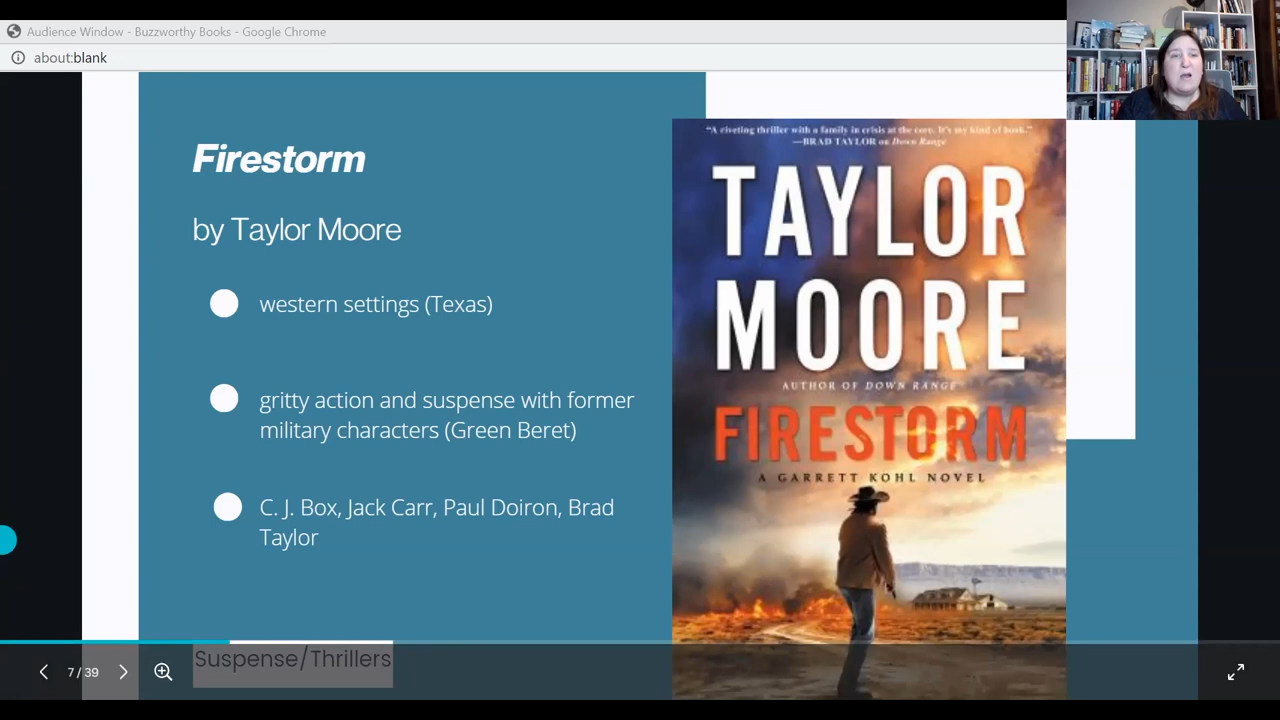 Audience Window - Buzzworthy Books - Google Chrome
about:blank
Firestorm
by Taylor Moore
western settings (Texas)
gritty action and suspense with former
military characters (Green Beret)
C. J. Box, Jack Carr, Paul Doiron, Brad
Taylor
"A riveting thriller with a family in crisis at the core. It's my kind of book."
—BRAD TAYLOR on Down Range
TAYLOR
MOORE
AUTHOR OF DOWN RANGE
FIRESTORM
A GARRETT KOHL NOVEL
Suspense/Thrillers
7 / 39